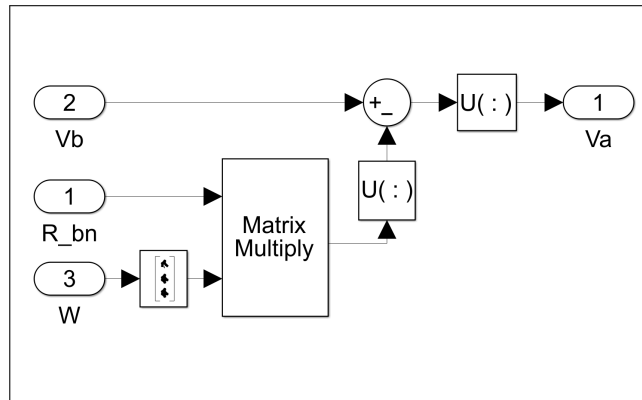 2
Vb
+
−
U( : )
1
Va
U( : )
1
R_bn
Matrix
Multiply
3
W